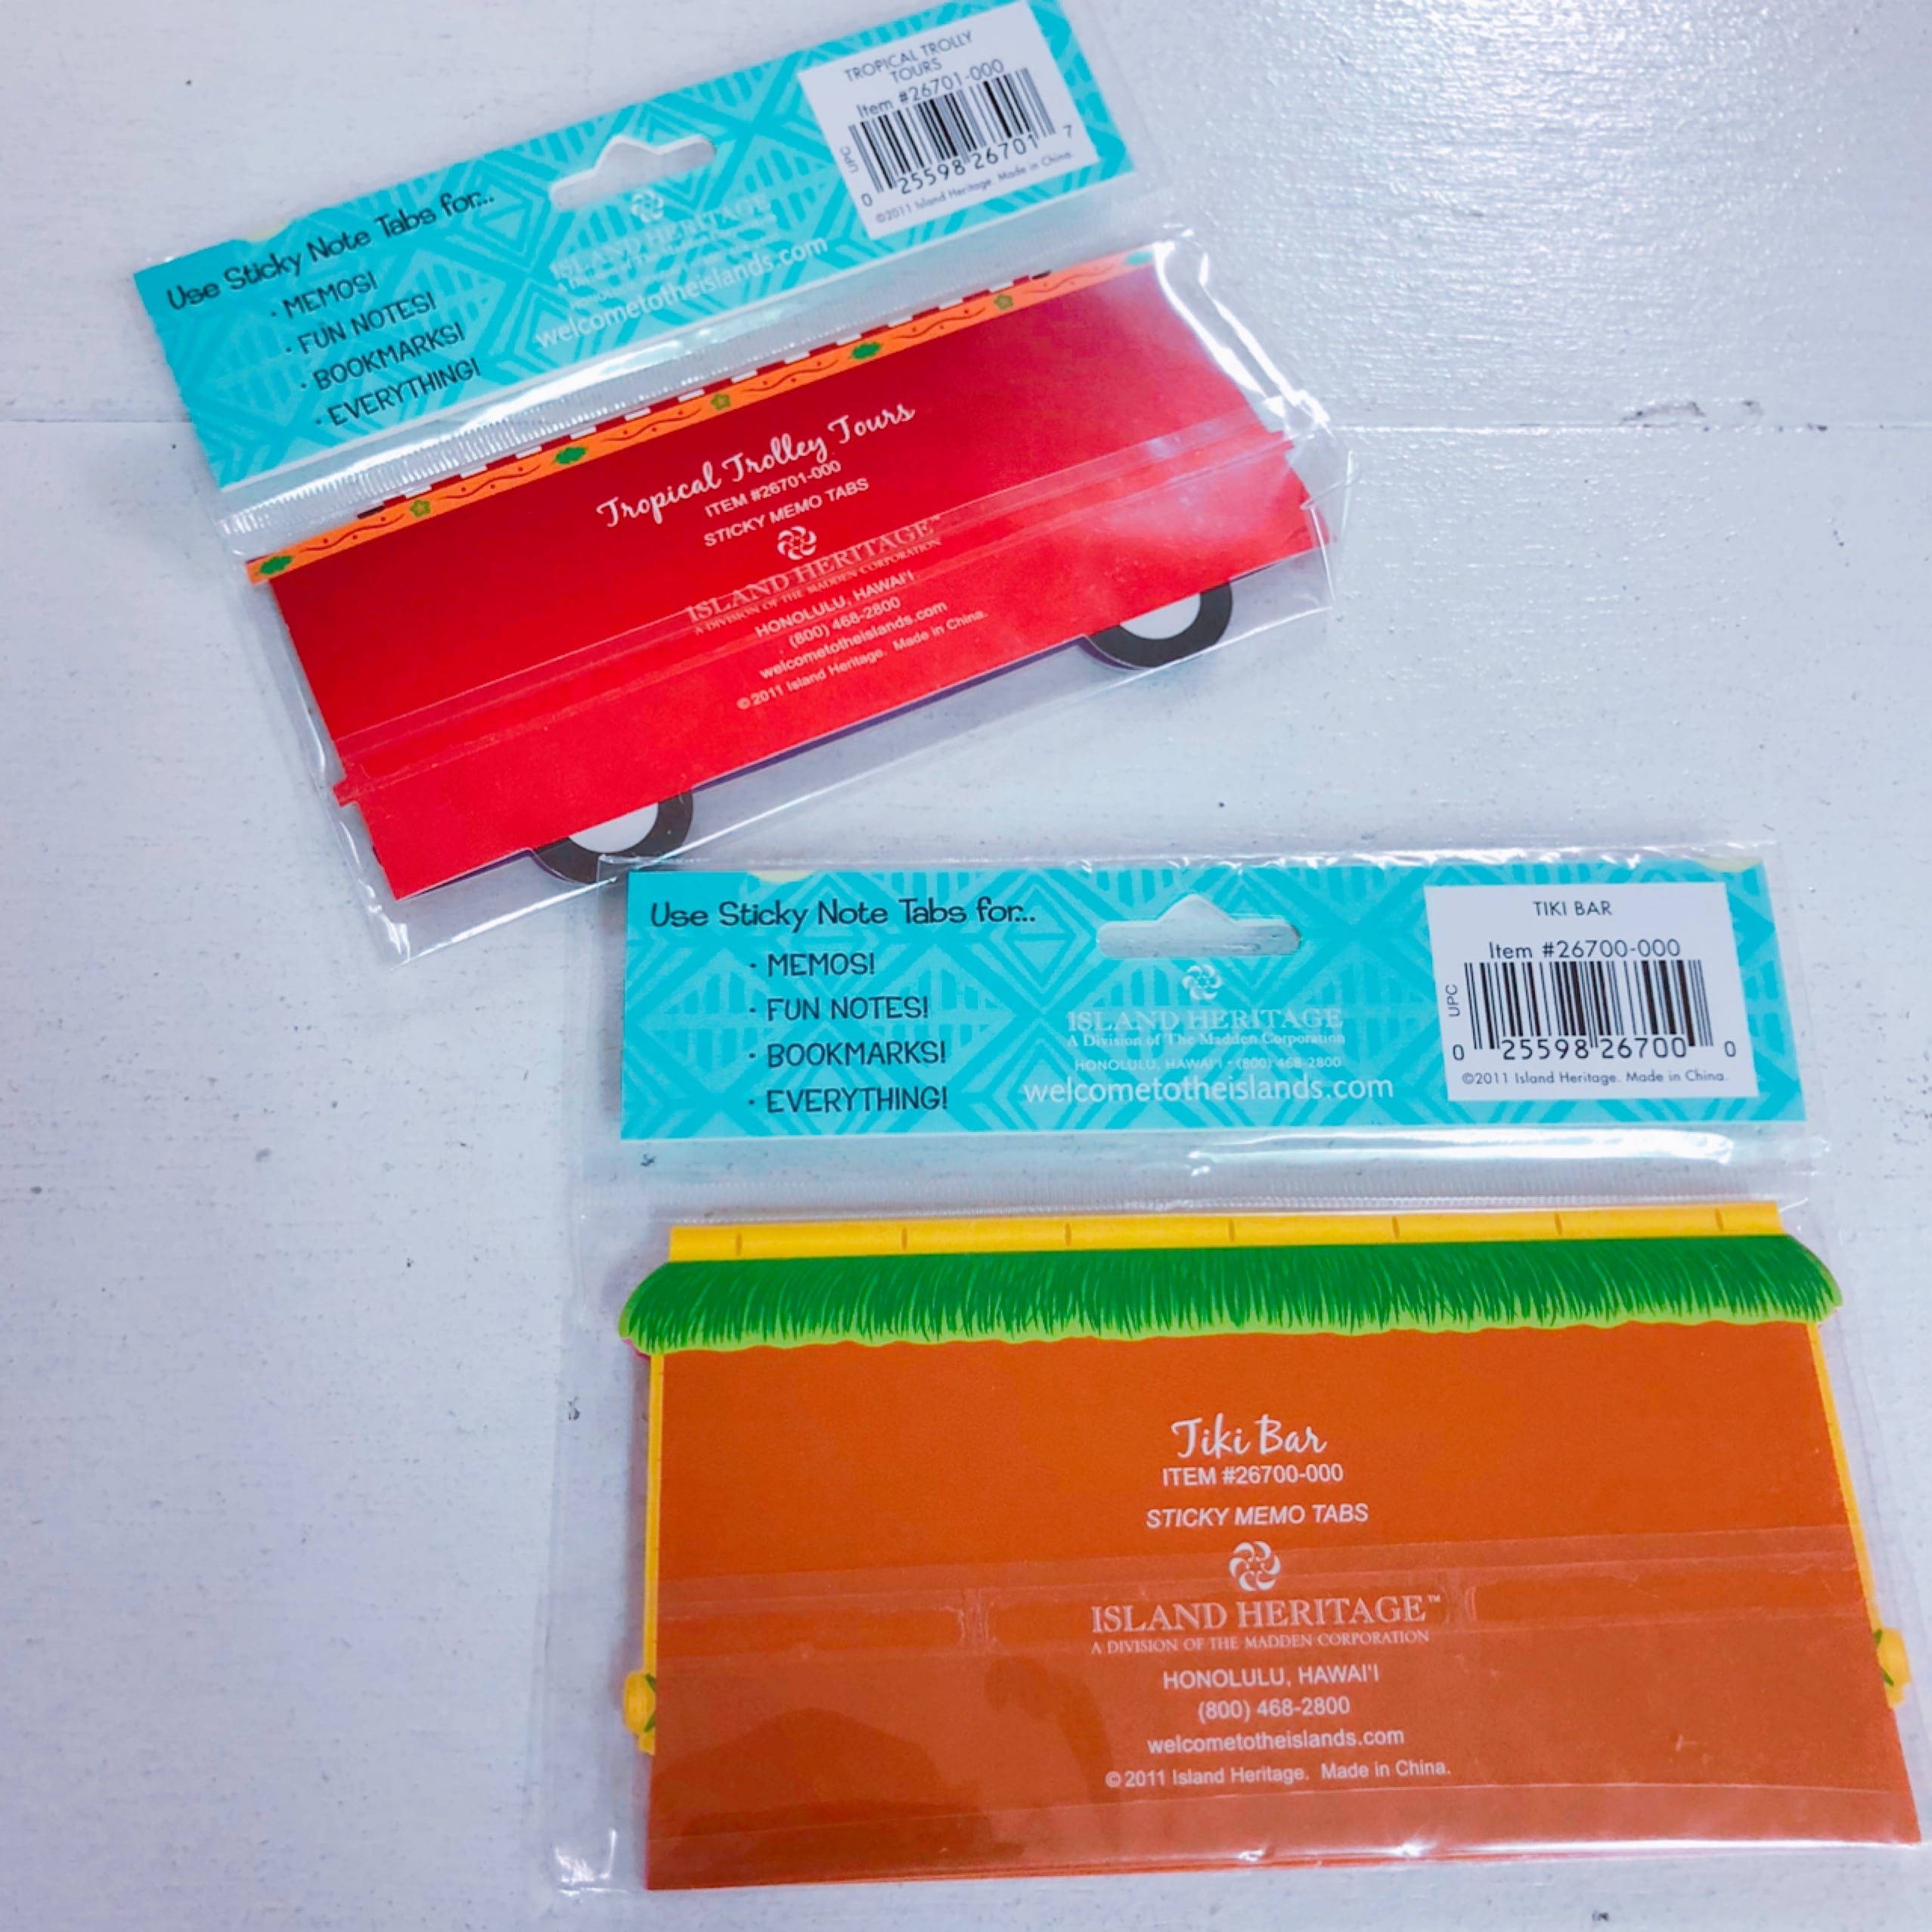 Use Sticky Note Tabs for...
· MEMOS!
· FUN NOTES!
· BOOKMARKS!
· EVERYTHING!
ISLAND HERITAGE
welcometotheislands.com
TROPICAL TROLLY
TOURS
Item #26701-000
UPC
0 25598 26701 7
©2011 Island Heritage. Made in China.
Tropical Trolley Tours
ITEM #26701-000
STICKY MEMO TABS
ISLAND HERITAGE™
A DIVISION OF THE MADDEN CORPORATION
HONOLULU, HAWAI'I
(800) 468-2800
welcometotheislands.com
©2011 Island Heritage. Made in China.
Use Sticky Note Tabs for...
· MEMOS!
· FUN NOTES!
· BOOKMARKS!
· EVERYTHING!
ISLAND HERITAGE
A Division of The Madden Corporation
HONOLULU, HAWAI'I • (800) 468-2800
welcometotheislands.com
TIKI BAR
Item #26700-000
UPC
0 25598 26700 0
©2011 Island Heritage. Made in China.
Tiki Bar
ITEM #26700-000
STICKY MEMO TABS
ISLAND HERITAGE™
A DIVISION OF THE MADDEN CORPORATION
HONOLULU, HAWAI'I
(800) 468-2800
welcometotheislands.com
©2011 Island Heritage. Made in China.